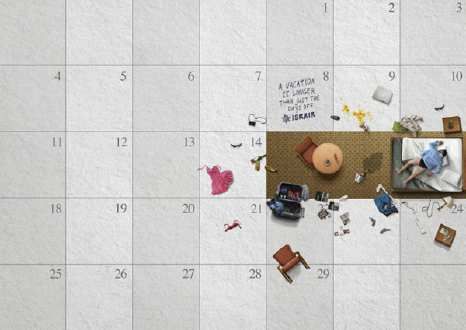 1 2 3
4 5 6 7 8 9 10
A VACATION
IS LONGER
THAN JUST THE
DAYS OFF
ISRAIR
11 12 13 14
18 19 20 21 24
25 26 27 28 29